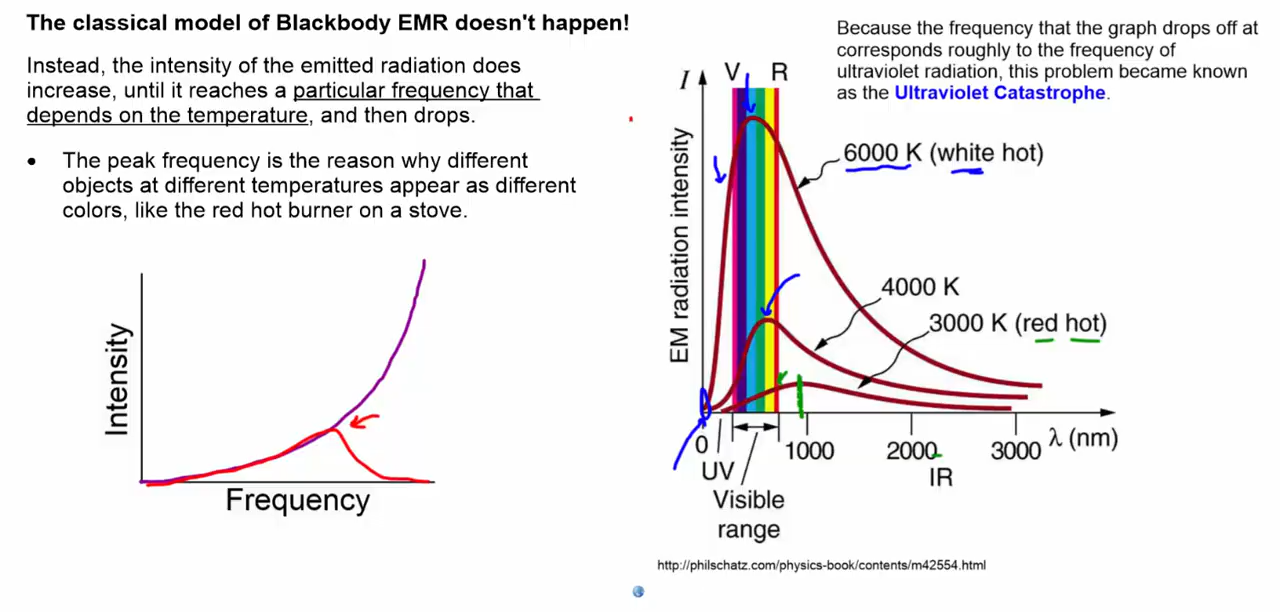 The classical model of Blackbody EMR doesn't happen!
Instead, the intensity of the emitted radiation does
increase, until it reaches a particular frequency that
depends on the temperature, and then drops.
• The peak frequency is the reason why different
objects at different temperatures appear as different
colors, like the red hot burner on a stove.
Intensity
Frequency
Because the frequency that the graph drops off at
corresponds roughly to the frequency of
ultraviolet radiation, this problem became known
as the Ultraviolet Catastrophe.
I
V R
EM radiation intensity
6000 K (white hot)
4000 K
3000 K (red hot)
0 1000 2000 3000 λ (nm)
UV
IR
Visible
range
http://philschatz.com/physics-book/contents/m42554.html